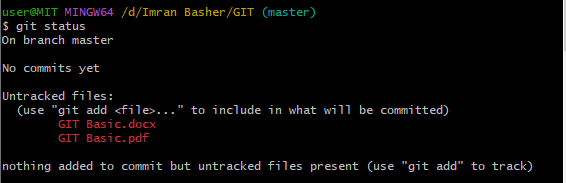 user@MIT MINGW64 /d/Imran Basher/GIT (master)
$ git status
On branch master
No commits yet
Untracked files:
(use "git add <file>..." to include in what will be committed)
GIT Basic.docx
GIT Basic.pdf
nothing added to commit but untracked files present (use "git add" to track)